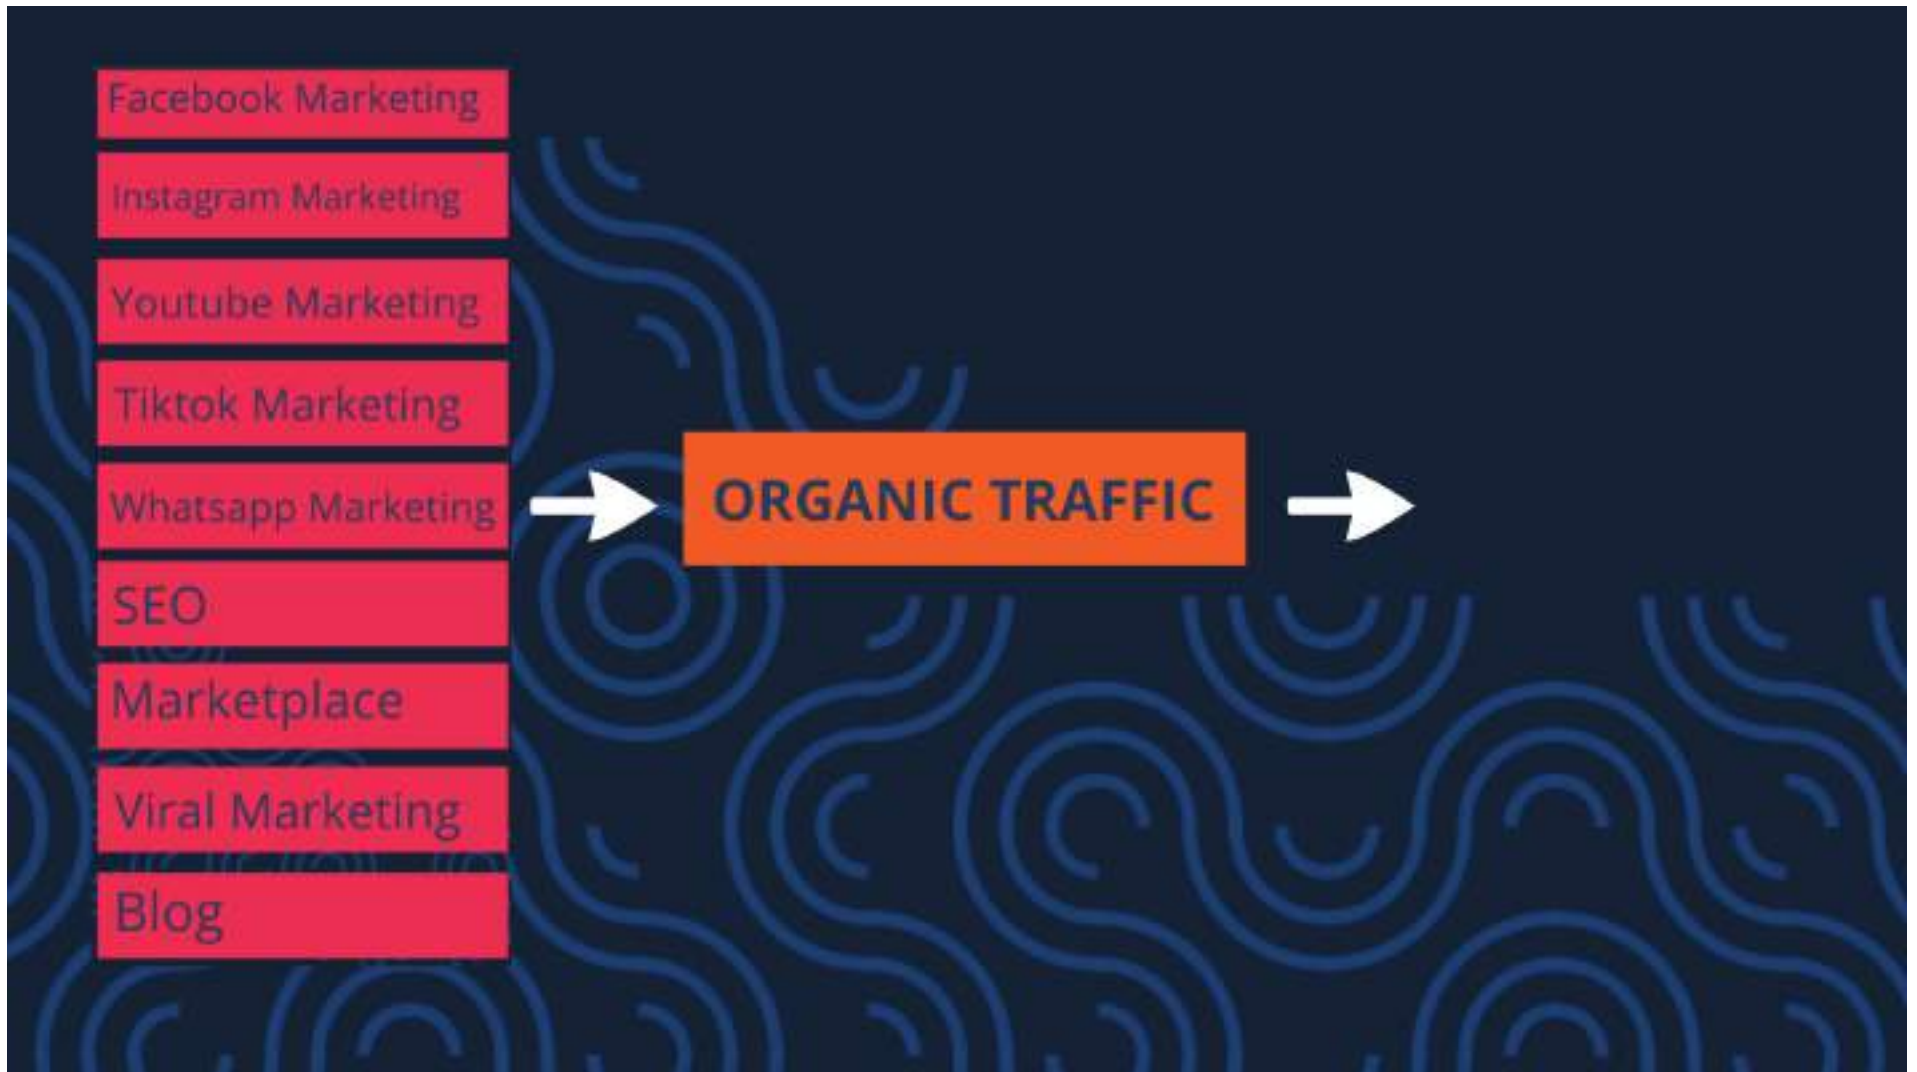 Facebook Marketing
Instagram Marketing
Youtube Marketing
Tiktok Marketing
Whatsapp Marketing
SEO
Marketplace
Viral Marketing
Blog
ORGANIC TRAFFIC